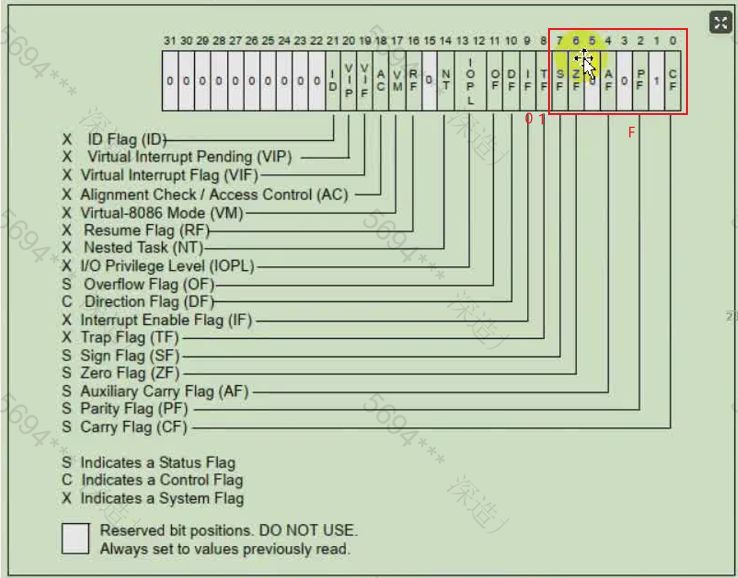 31 30 29 28 27 26 25 24 23 22 21 20 19 18 17 16 15 14 13 12 11 10 9 8 7 6 5 4 3 2 1 0
0 0 0 0 0 0 0 0 0 0 ID VIP VIF AC VM RF 0 NT IOPL OF DF IF TF SF ZF 0 AF 0 PF 1 CF
0 1
F
X ID Flag (ID)
X Virtual Interrupt Pending (VIP)
X Virtual Interrupt Flag (VIF)
X Alignment Check / Access Control (AC)
X Virtual-8086 Mode (VM)
X Resume Flag (RF)
X Nested Task (NT)
X I/O Privilege Level (IOPL)
S Overflow Flag (OF)
C Direction Flag (DF)
X Interrupt Enable Flag (IF)
X Trap Flag (TF)
S Sign Flag (SF)
S Zero Flag (ZF)
S Auxiliary Carry Flag (AF)
S Parity Flag (PF)
S Carry Flag (CF)
S Indicates a Status Flag
C Indicates a Control Flag
X Indicates a System Flag
Reserved bit positions. DO NOT USE.
Always set to values previously read.
5694*** 深造
5694*** 深造
5694*** 深造
5694*** 深造